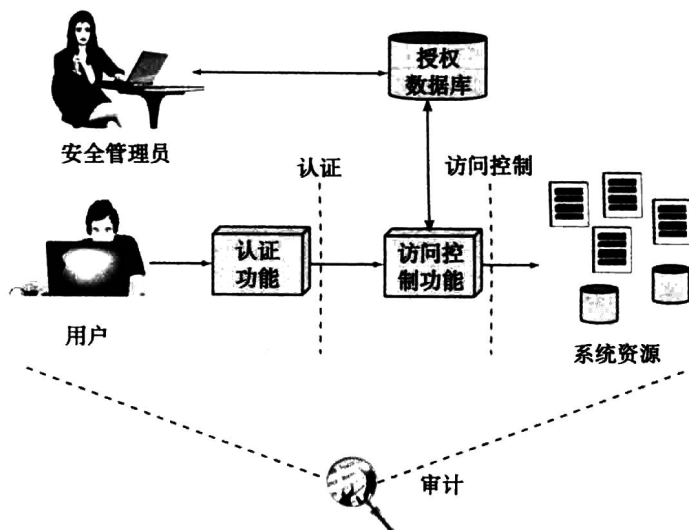 授权
数据库
安全管理员
认证
访问控制
认证
功能
访问控
制功能
用户
系统资源
审计